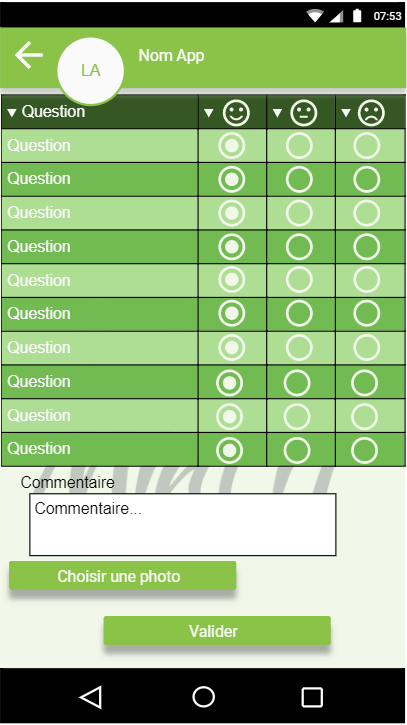 07:53
LA
Nom App
Question
Question
Question
Question
Question
Question
Question
Question
Question
Question
Question
Commentaire
Commentaire...
Choisir une photo
Valider